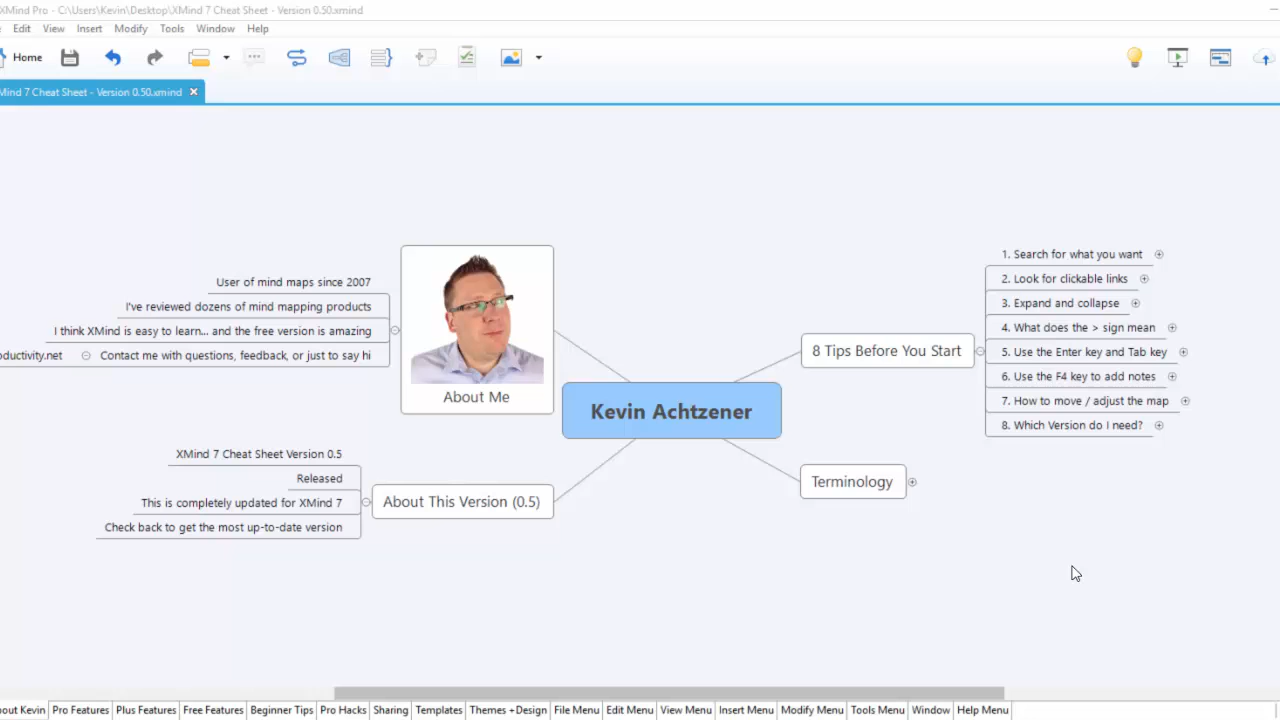 XMind Pro - C:\Users\Kevin\Desktop\XMind 7 Cheat Sheet - Version 0.50.xmind
Edit View Insert Modify Tools Window Help
Home
Mind 7 Cheat Sheet - Version 0.50.xmind
User of mind maps since 2007
I've reviewed dozens of mind mapping products
I think XMind is easy to learn... and the free version is amazing
oductivity.net
Contact me with questions, feedback, or just to say hi
About Me
Kevin Achtzener
8 Tips Before You Start
1. Search for what you want
2. Look for clickable links
3. Expand and collapse
4. What does the > sign mean
5. Use the Enter key and Tab key
6. Use the F4 key to add notes
7. How to move / adjust the map
8. Which Version do I need?
Terminology
XMind 7 Cheat Sheet Version 0.5
Released
This is completely updated for XMind 7
Check back to get the most up-to-date version
About This Version (0.5)
out Kevin Pro Features Plus Features Free Features Beginner Tips Pro Hacks Sharing Templates Themes +Design File Menu Edit Menu View Menu Insert Menu Modify Menu Tools Menu Window Help Menu